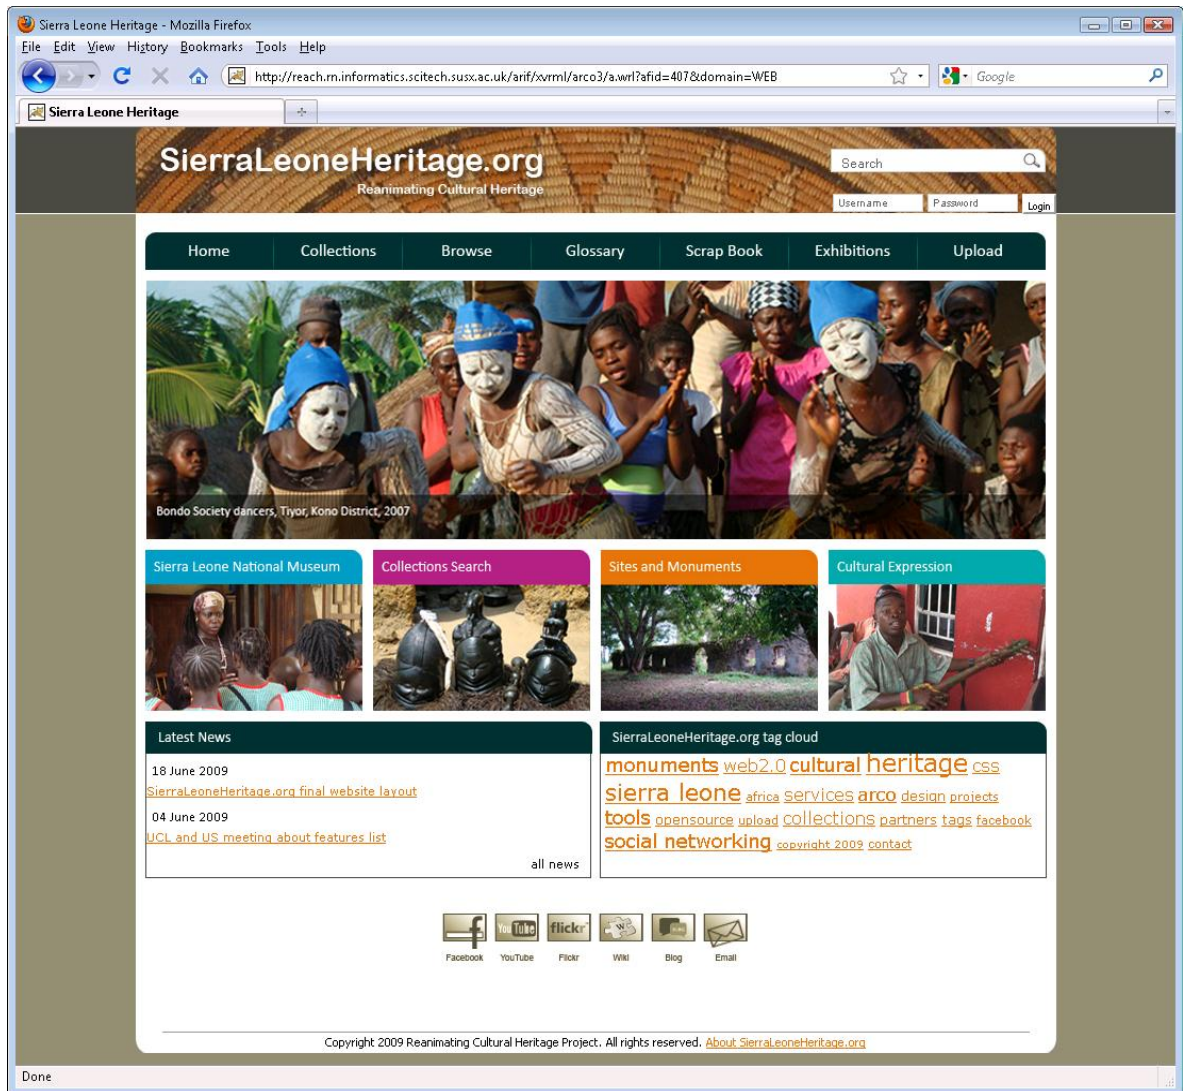 Sierra Leone Heritage - Mozilla Firefox
File Edit View History Bookmarks Tools Help
http://reach.rn.informatics.scitech.susx.ac.uk/arif/xvrml/arco3/a.wrl?afid=407&domain=WEB
Google
Sierra Leone Heritage
SierraLeoneHeritage.org
Reanimating Cultural Heritage
Search
Username Password Login
Home Collections Browse Glossary Scrap Book Exhibitions Upload
Bondo Society dancers, Tiyor, Kono District, 2007
Sierra Leone National Museum Collections Search Sites and Monuments Cultural Expression
Latest News
18 June 2009
SierraLeoneHeritage.org final website layout
04 June 2009
UCL and US meeting about features list
all news
SierraLeoneHeritage.org tag cloud
monuments web2.0 cultural heritage css
sierra leone africa services arco design projects
tools opensource upload collections partners tags facebook
social networking copyright 2009 contact
f You Tube flickr W
Facebook YouTube Flickr Wiki Blog Email
Copyright 2009 Reanimating Cultural Heritage Project. All rights reserved. About SierraLeoneHeritage.org
Done